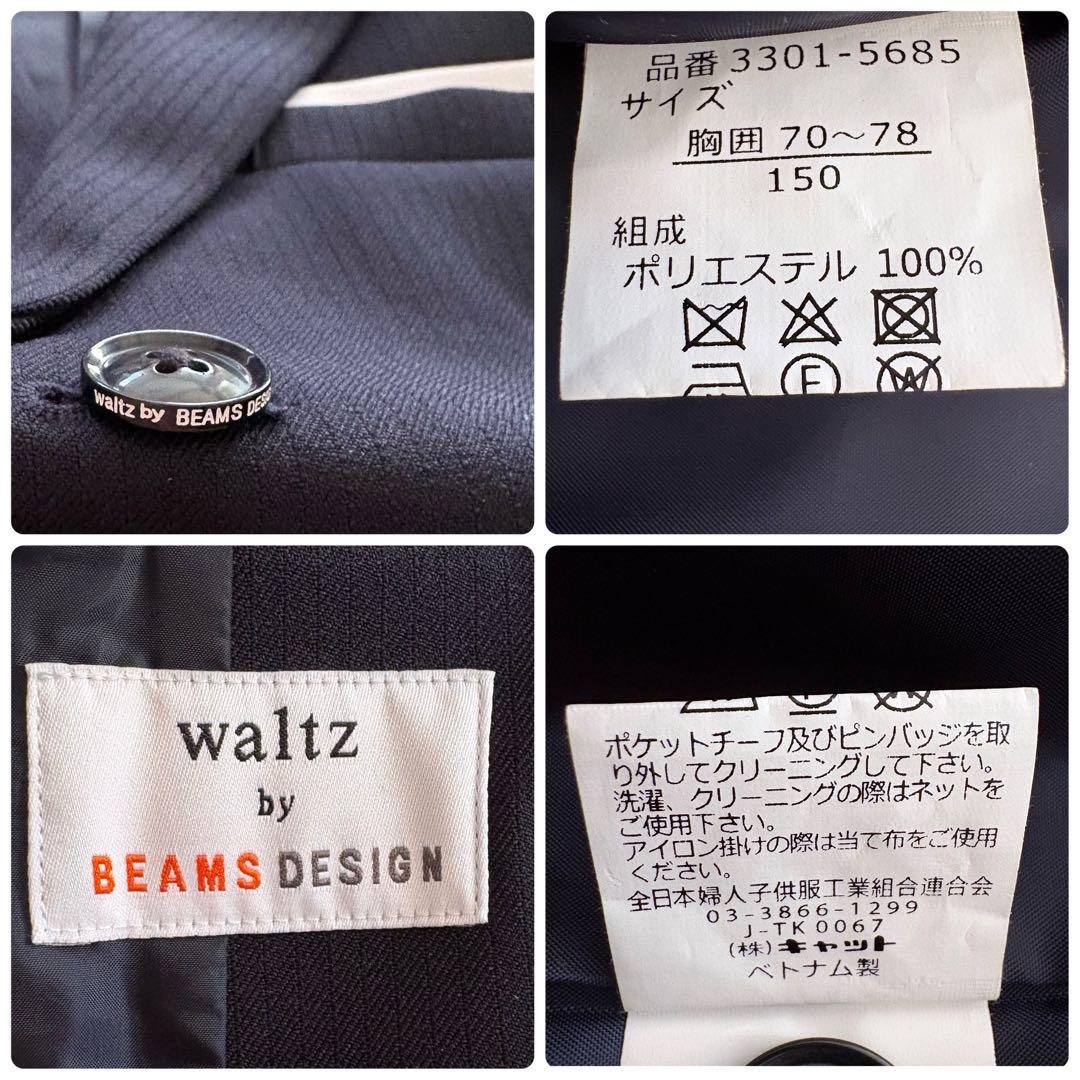 waltz by BEAMS DESIGN
品番 3301-5685
サイズ
胸囲 70～78
150
組成
ポリエステル 100%
waltz
by
BEAMS DESIGN
ポケットチーフ及びピンバッジを取
り外してクリーニングして下さい。
洗濯、クリーニングの際はネットを
ご使用下さい。
アイロン掛けの際は当て布をご使用
ください。
全日本婦人子供服工業組合連合会
03-3866-1299
J-TK0067
(株)キャット
ベトナム製